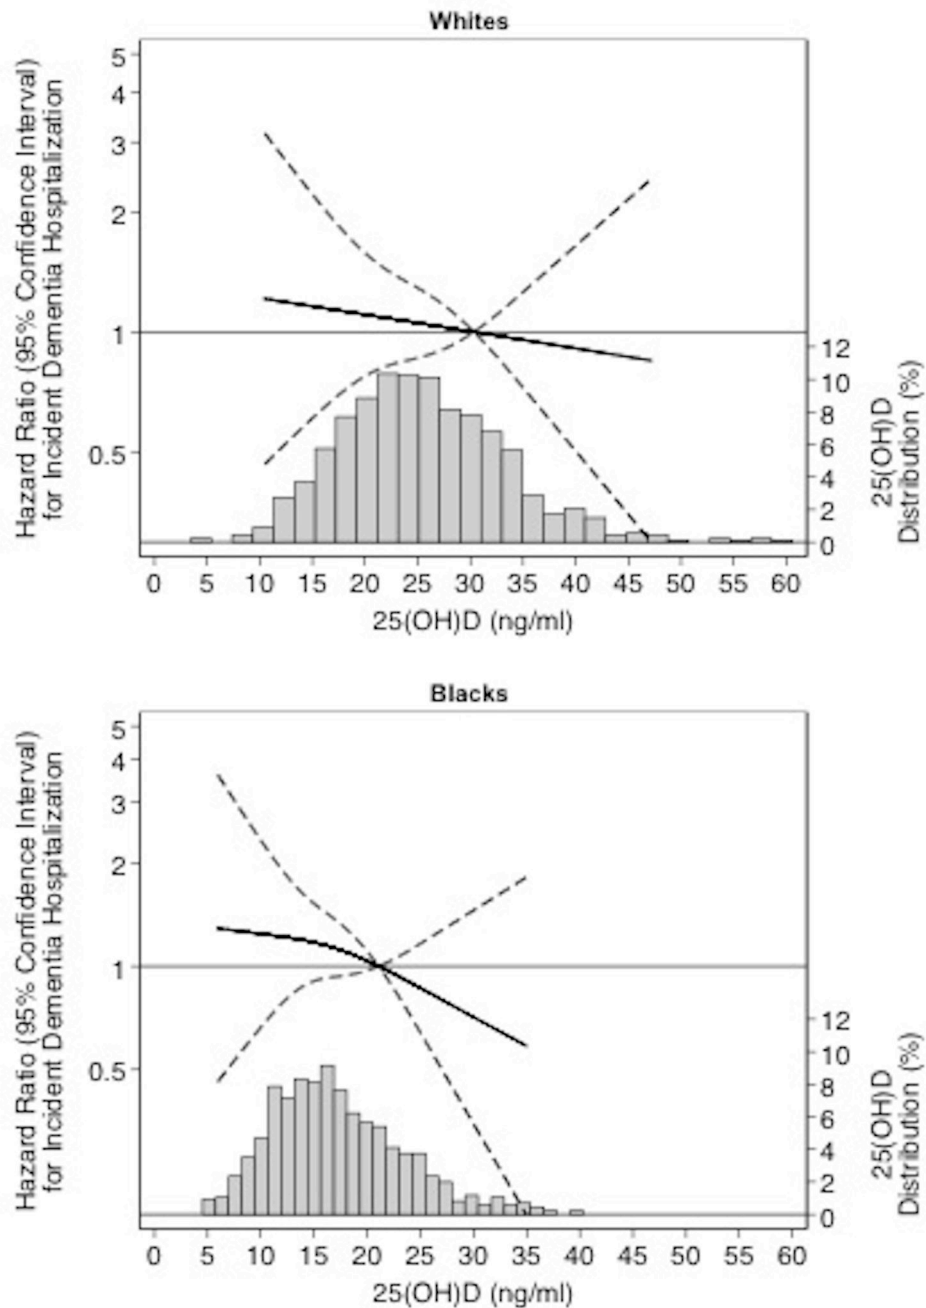 Whites
Hazard Ratio (95% Confidence Interval)
for Incident Dementia Hospitalization
5
4
3
2
1
0.5
12
10
8
6
4
2
0
25(OH)D
Distribution (%)
0 5 10 15 20 25 30 35 40 45 50 55 60
25(OH)D (ng/ml)
Blacks
Hazard Ratio (95% Confidence Interval)
for Incident Dementia Hospitalization
5
4
3
2
1
0.5
12
10
8
6
4
2
0
25(OH)D
Distribution (%)
0 5 10 15 20 25 30 35 40 45 50 55 60
25(OH)D (ng/ml)